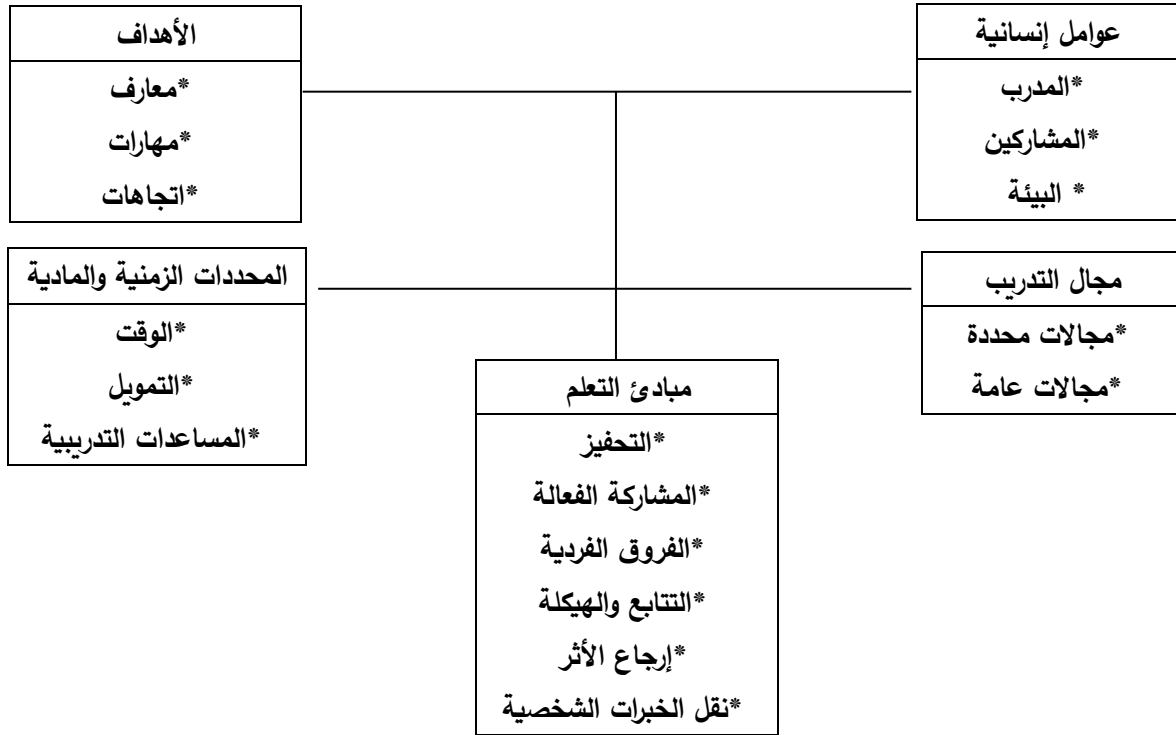 عوامل إنسانية
*المدرب
*المشاركين
* البيئة
الأهداف
*معارف
*مهارات
*اتجاهات
مجال التدريب
*مجالات محددة
*مجالات عامة
المحددات الزمنية والمادية
*الوقت
*التمويل
*المساعدات التدريبية
مبادئ التعلم
*التحفيز
*المشاركة الفعالة
*الفروق الفردية
*التتابع والهيكلة
*إرجاع الأثر
*نقل الخبرات الشخصية